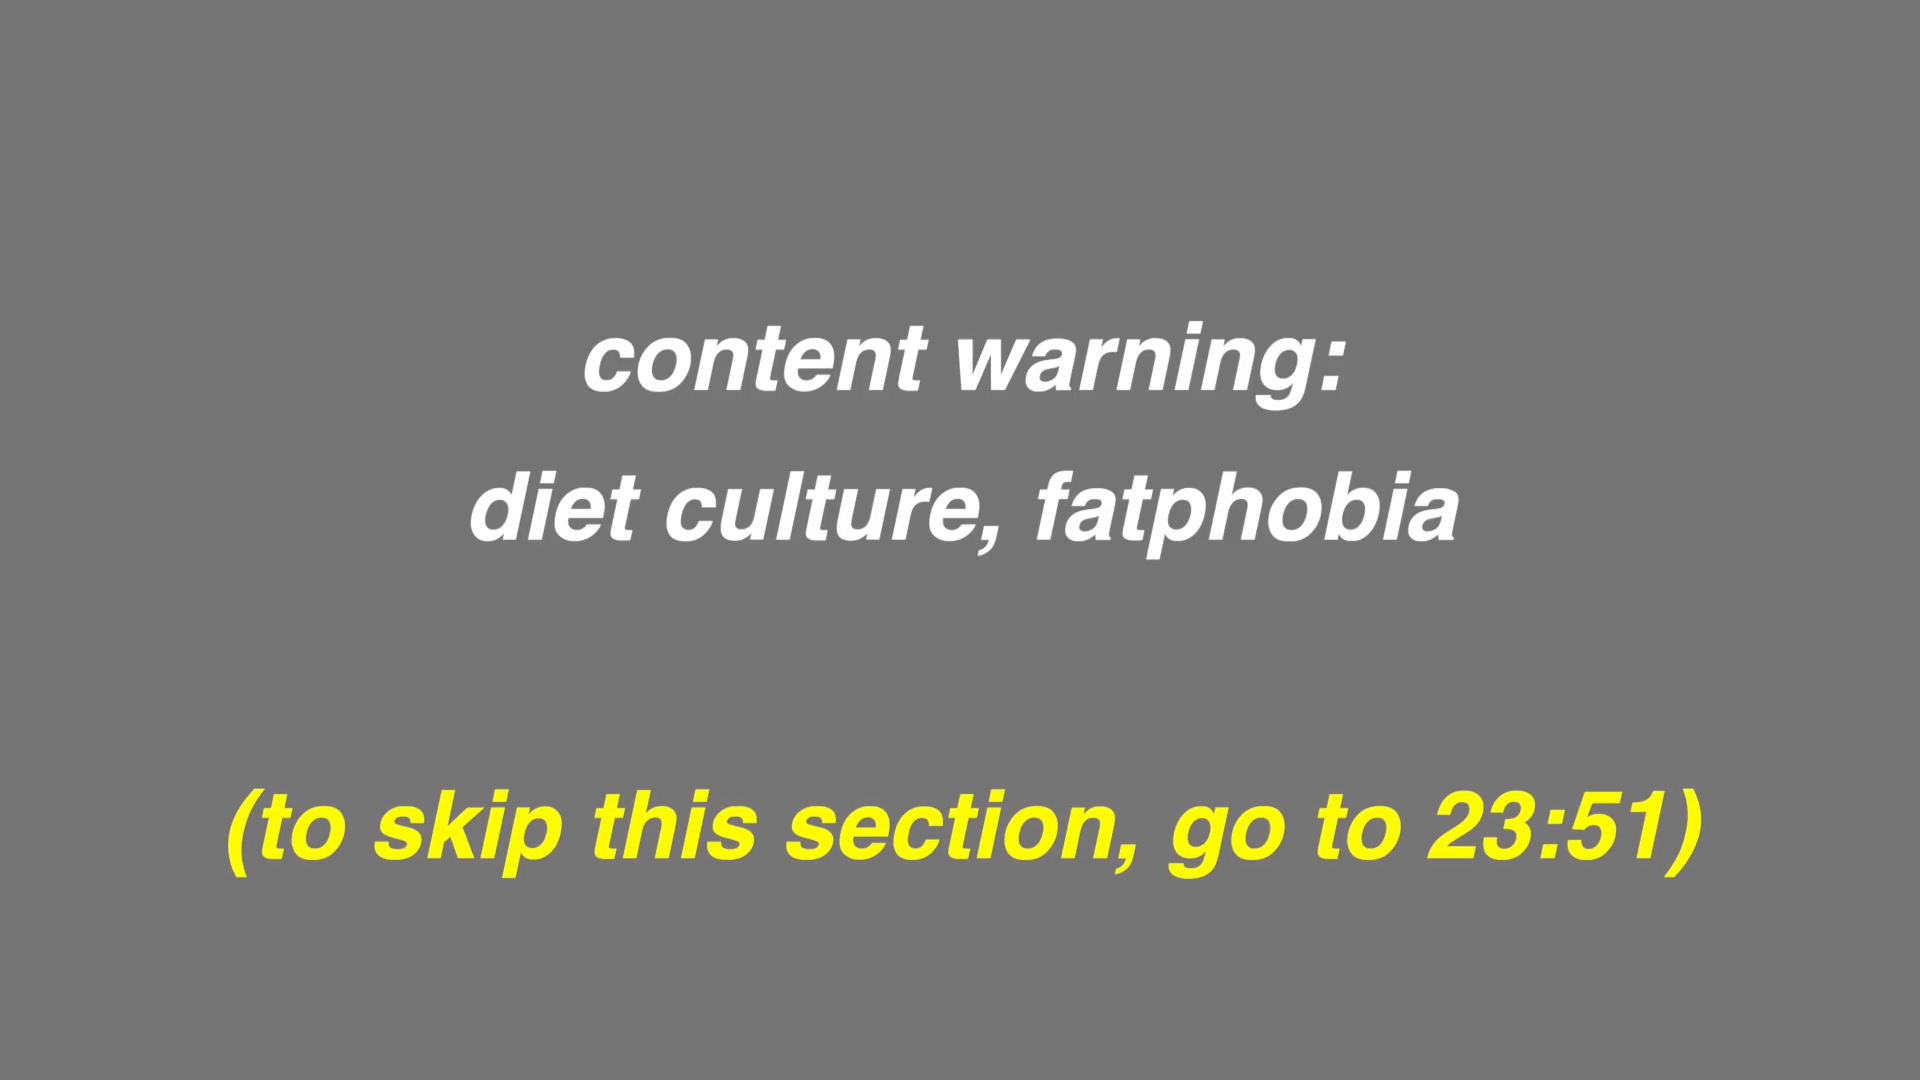 content warning:
diet culture, fatphobia
(to skip this section, go to 23:51)